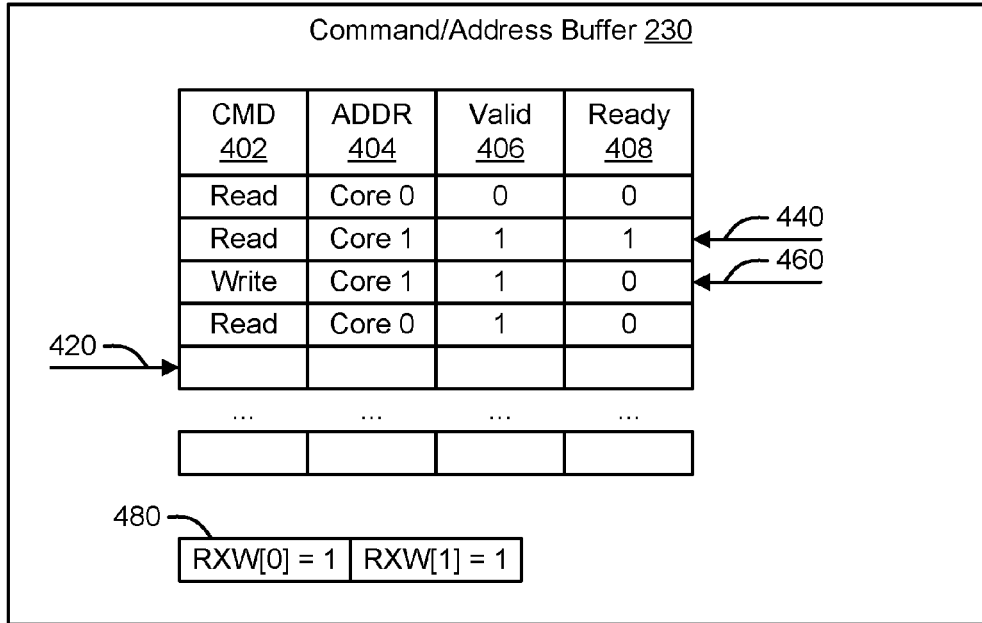 Command/Address Buffer 230
CMD ADDR Valid Ready
402 404 406 408
Read Core 0 0 0
Read Core 1 1 1
440
Write Core 1 1 0
460
Read Core 0 1 0
420
... ... ... ...
480
RXW[0] = 1 RXW[1] = 1